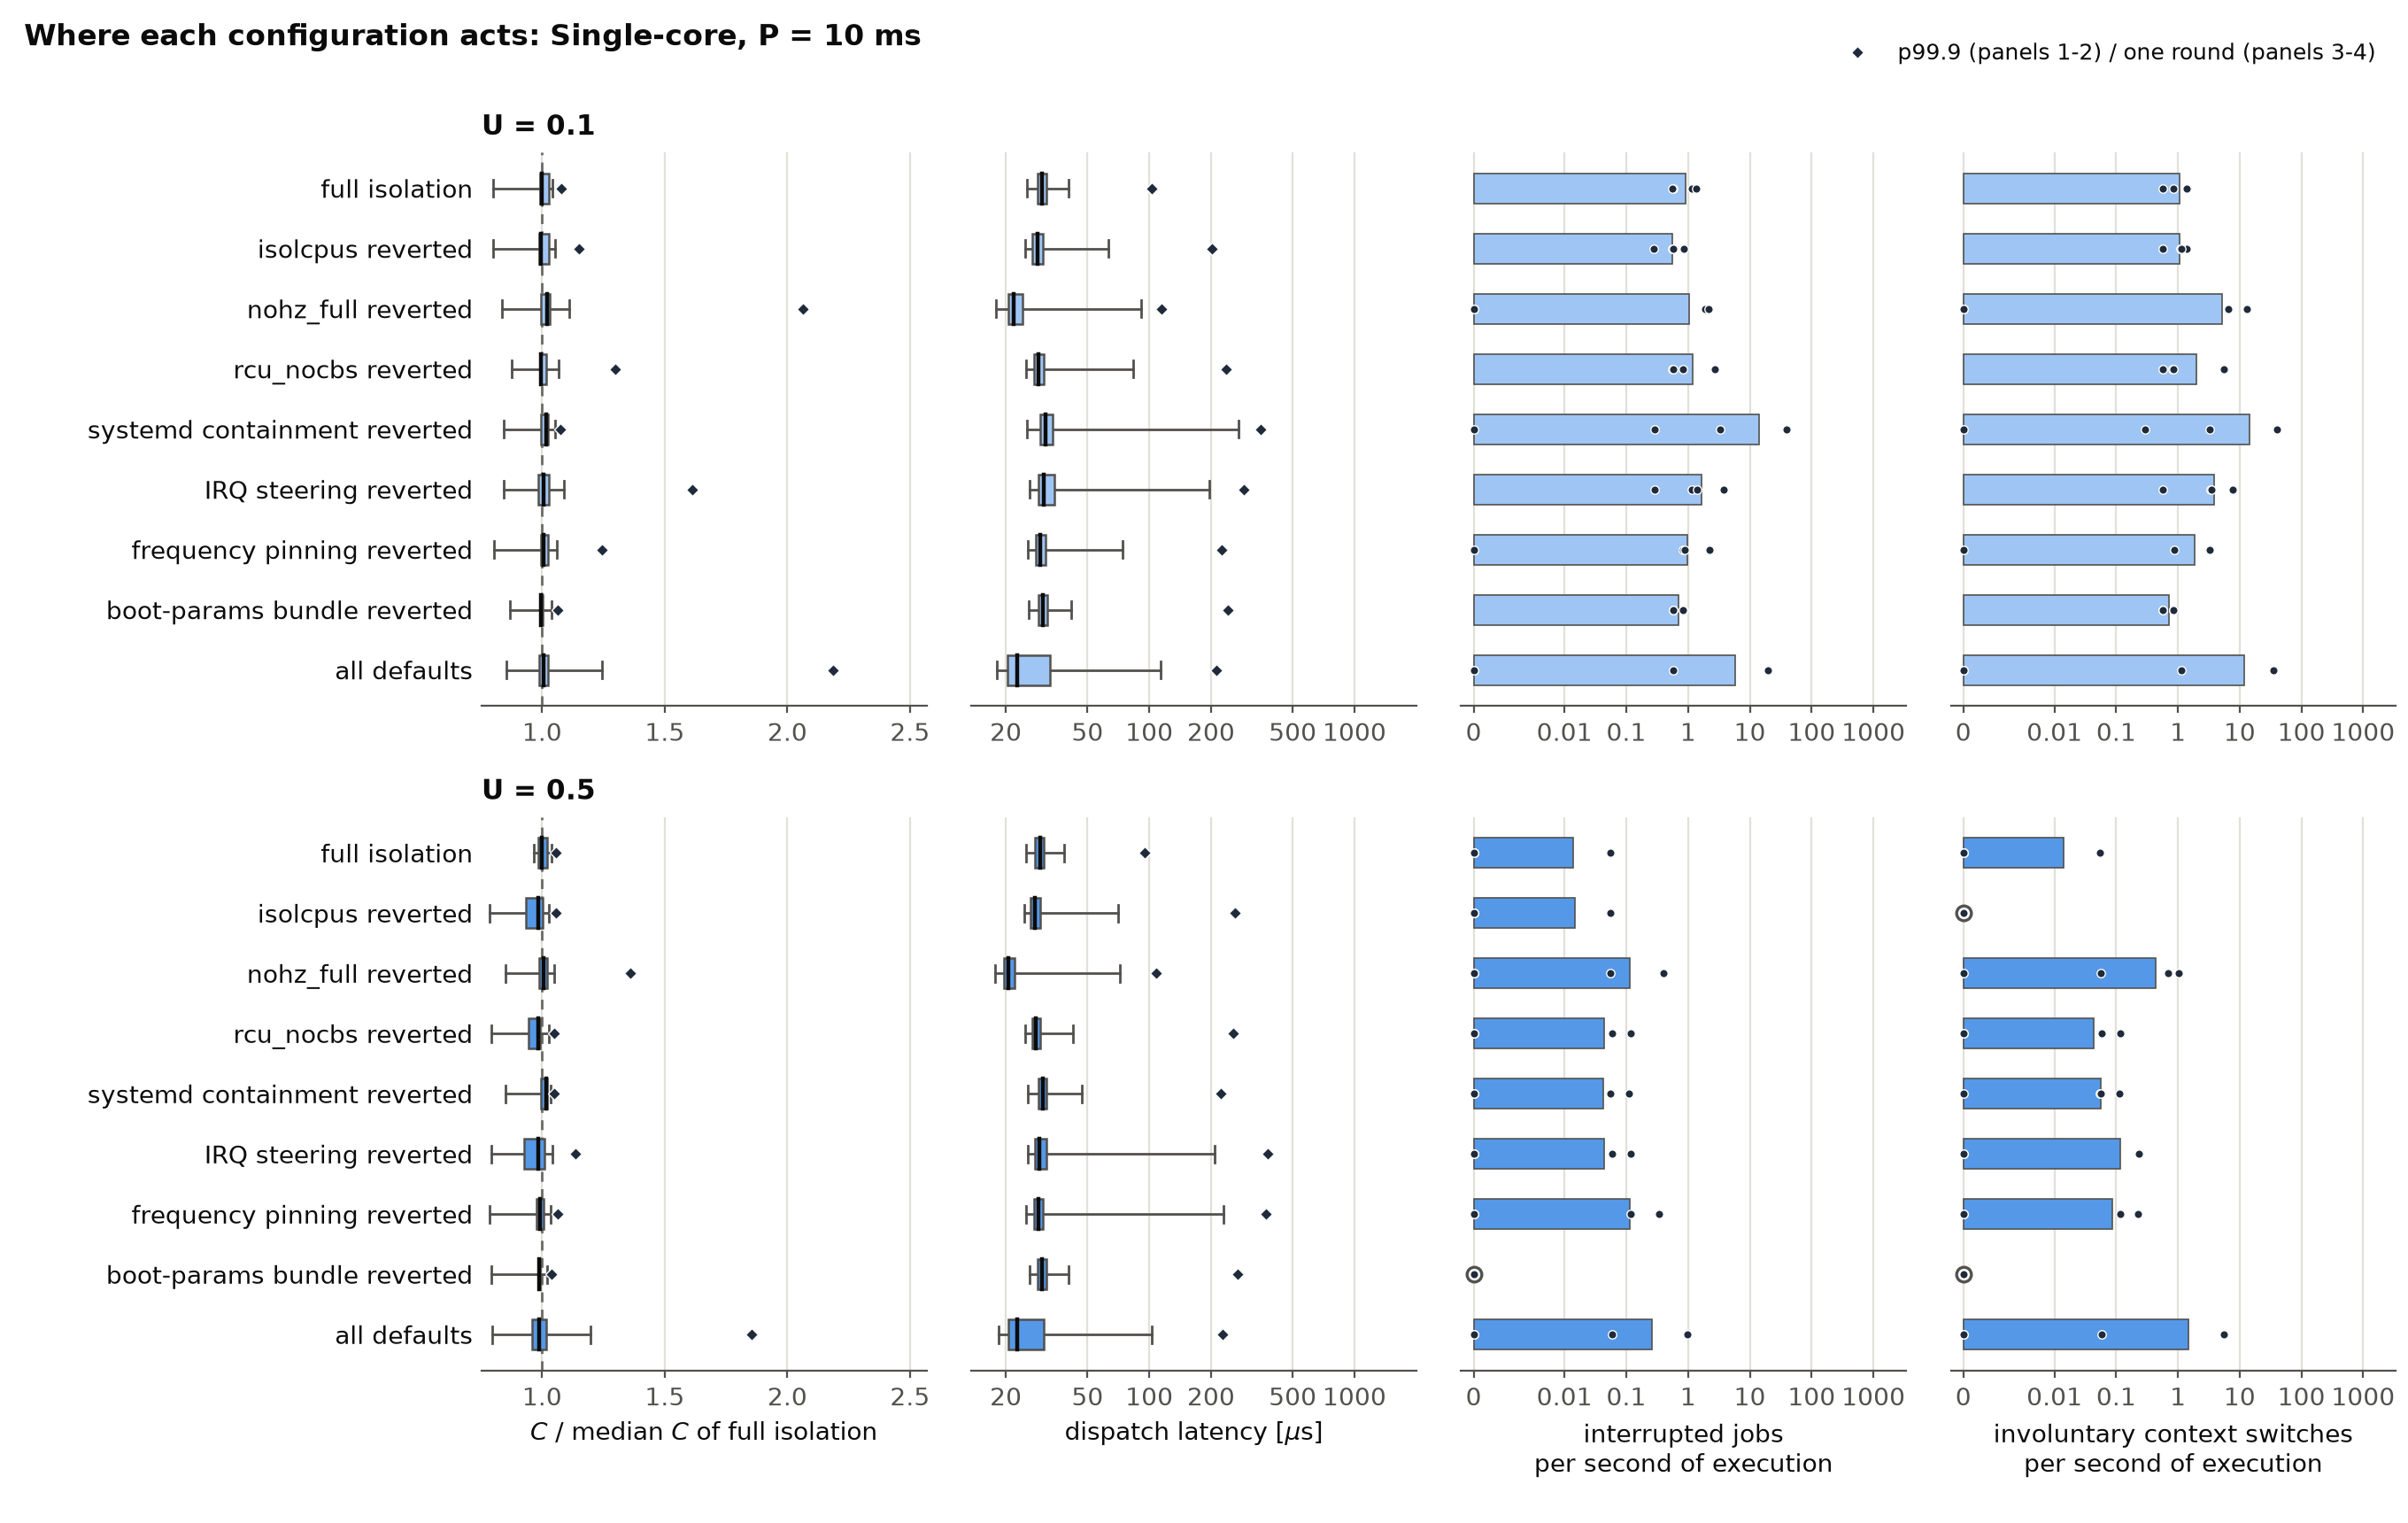 Where each configuration acts: Single-core, P = 10 ms
p99.9 (panels 1-2) / one round (panels 3-4)
U = 0.1
full isolation
isolcpus reverted
nohz_full reverted
rcu_nocbs reverted
systemd containment reverted
IRQ steering reverted
frequency pinning reverted
boot-params bundle reverted
all defaults
1.0 1.5 2.0 2.5 20 50 100 200 500 1000 0 0.01 0.1 1 10 100 1000 0 0.01 0.1 1 10 100 1000
U = 0.5
full isolation
isolcpus reverted
nohz_full reverted
rcu_nocbs reverted
systemd containment reverted
IRQ steering reverted
frequency pinning reverted
boot-params bundle reverted
all defaults
1.0 1.5 2.0 2.5 20 50 100 200 500 1000 0 0.01 0.1 1 10 100 1000 0 0.01 0.1 1 10 100 1000
C / median C of full isolation
dispatch latency [μs]
interrupted jobs
per second of execution
involuntary context switches
per second of execution